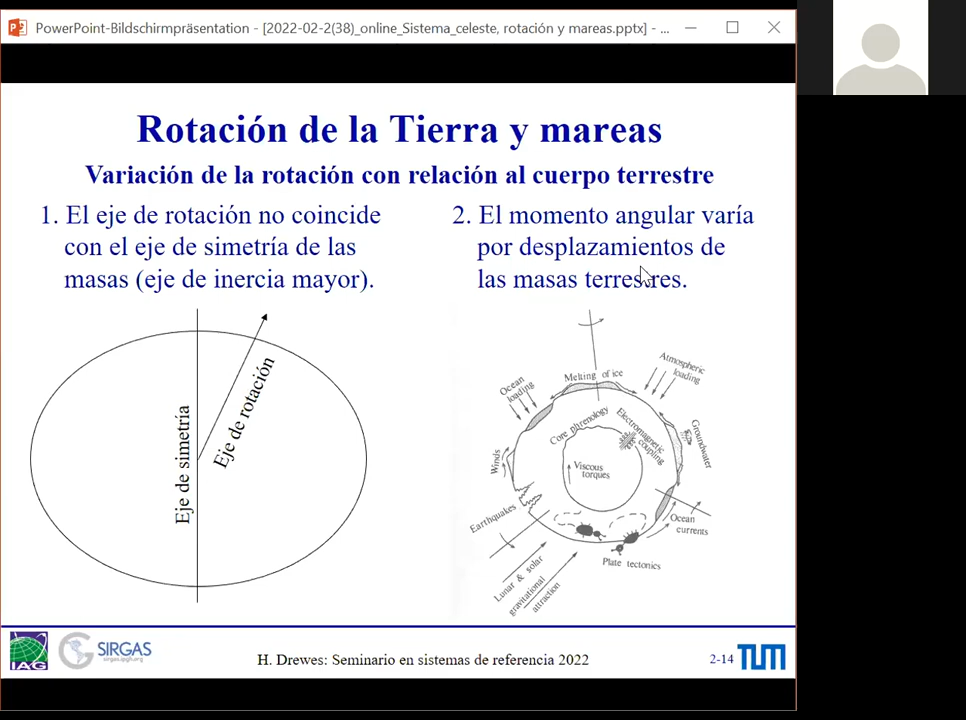 PowerPoint-Bildschirmpräsentation - [2022-02-2(38)_online_Sistema_celeste, rotación y mareas.pptx] - ...
Rotación de la Tierra y mareas
Variación de la rotación con relación al cuerpo terrestre
1. El eje de rotación no coincide
con el eje de simetría de las
masas (eje de inercia mayor).
2. El momento angular varía
por desplazamientos de
las masas terrestres.
Eje de simetría
Eje de rotación
Ocean
loading
Melting of ice
Atmospheric
loading
Core phrenology
Electromagnetic
coupling
Groundwater
Winds
Viscous
torques
Earthquakes
Ocean
currents
Plate tectonics
Lunar & solar
gravitational
attraction
IAG
SIRGAS
sirgas.ipgh.org
H. Drewes: Seminario en sistemas de referencia 2022
2-14
TUM